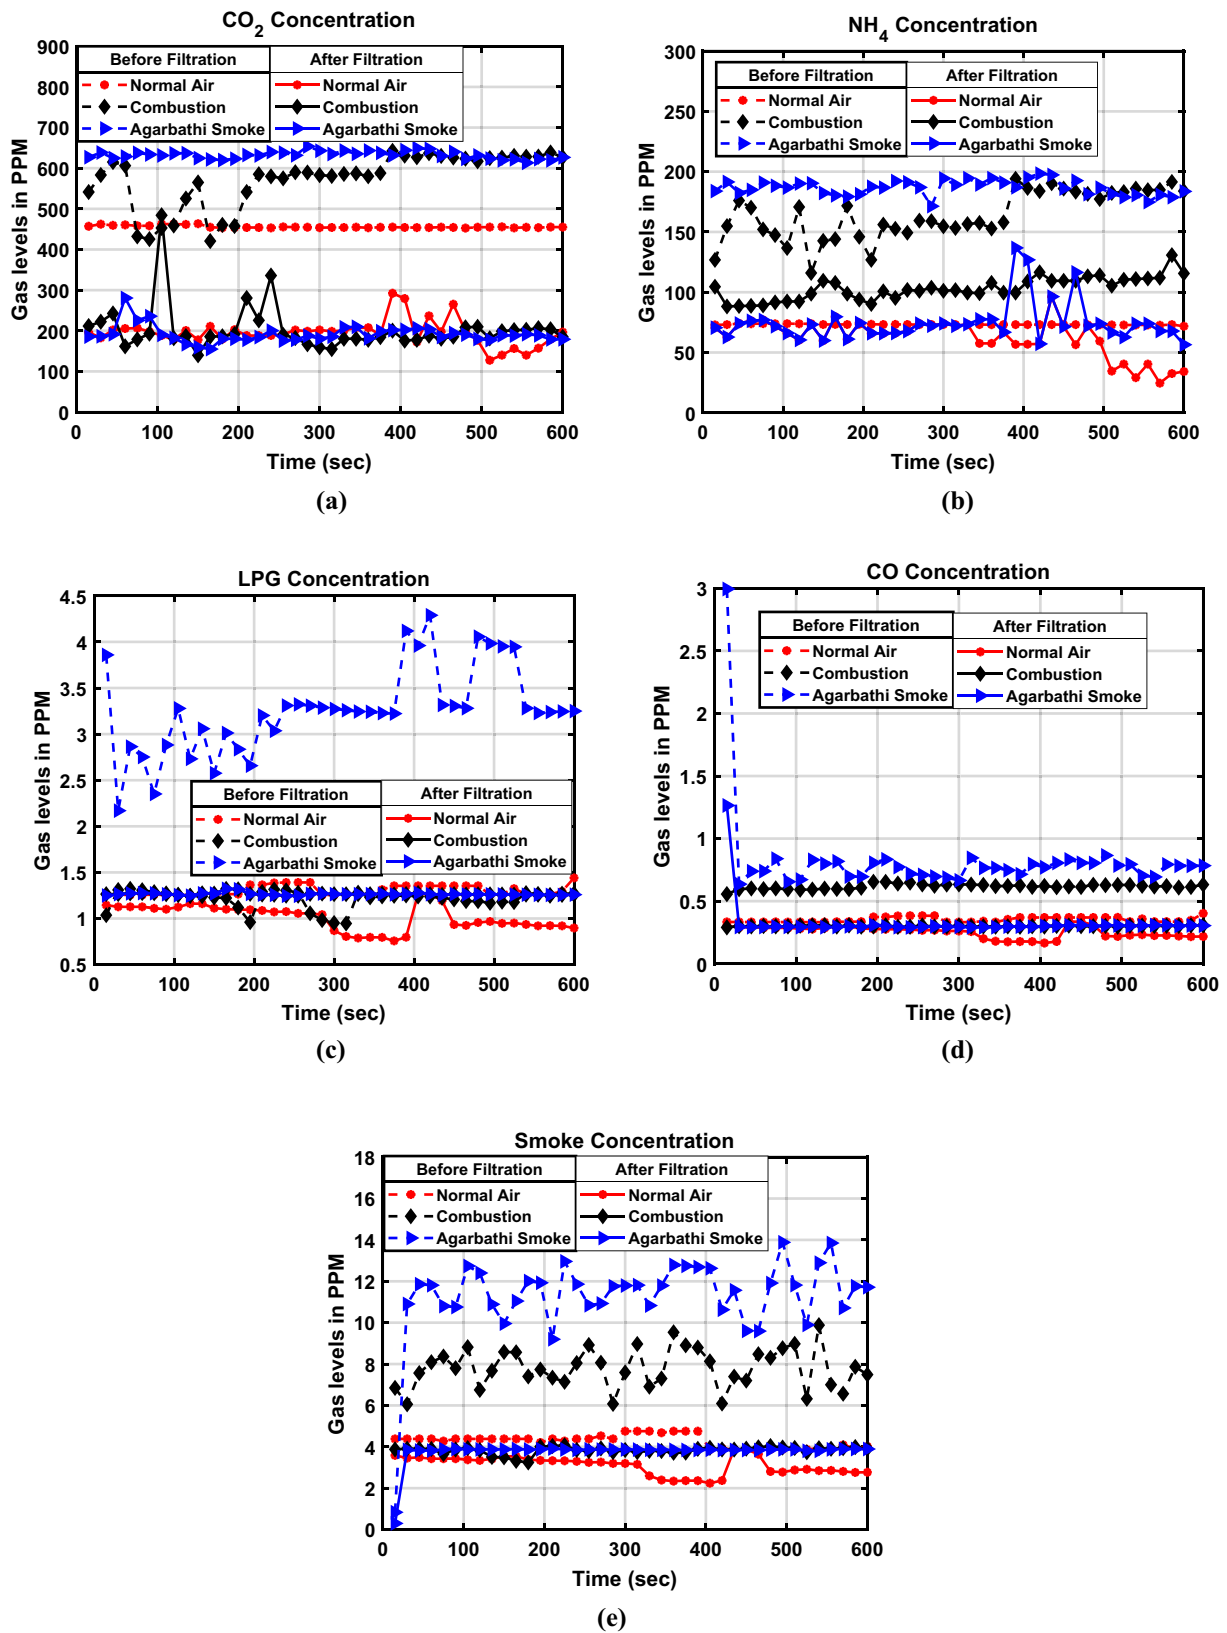 CO2 Concentration
Gas levels in PPM
900
800
700
600
500
400
300
200
100
0
Before Filtration After Filtration
Normal Air Normal Air
Combustion Combustion
Agarbathi Smoke Agarbathi Smoke
0 100 200 300 400 500 600
Time (sec)
(a)
NH4 Concentration
Gas levels in PPM
300
250
200
150
100
50
0
Before Filtration After Filtration
Normal Air Normal Air
Combustion Combustion
Agarbathi Smoke Agarbathi Smoke
0 100 200 300 400 500 600
Time (sec)
(b)
LPG Concentration
Gas levels in PPM
4.5
4
3.5
3
2.5
2
1.5
1
0.5
Before Filtration After Filtration
Normal Air Normal Air
Combustion Combustion
Agarbathi Smoke Agarbathi Smoke
0 100 200 300 400 500 600
Time (sec)
(c)
CO Concentration
Gas levels in PPM
3
2.5
2
1.5
1
0.5
0
Before Filtration After Filtration
Normal Air Normal Air
Combustion Combustion
Agarbathi Smoke Agarbathi Smoke
0 100 200 300 400 500 600
Time (sec)
(d)
Smoke Concentration
Gas levels in PPM
18
16
14
12
10
8
6
4
2
0
Before Filtration After Filtration
Normal Air Normal Air
Combustion Combustion
Agarbathi Smoke Agarbathi Smoke
0 100 200 300 400 500 600
Time (sec)
(e)